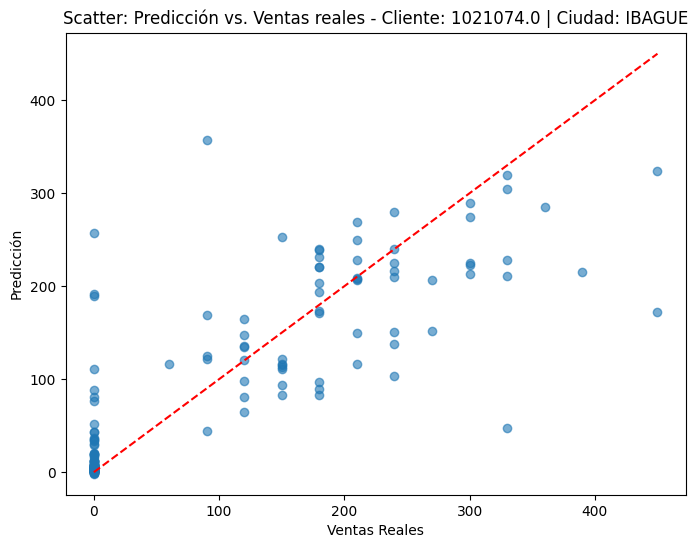 Scatter: Predicción vs. Ventas reales - Cliente: 1021074.0 | Ciudad: IBAGUE
Predicción
400
300
200
100
0
0 100 200 300 400
Ventas Reales